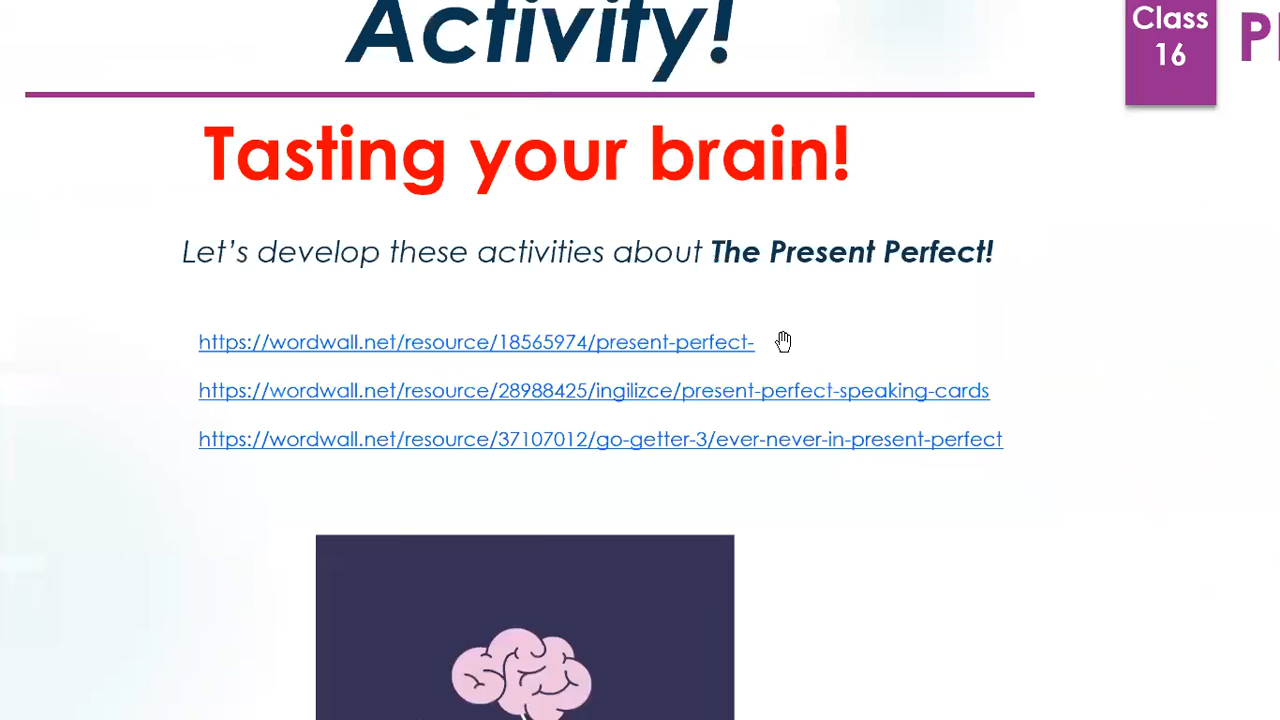 Activity!
Class
16
Tasting your brain!
Let's develop these activities about The Present Perfect!
https://wordwall.net/resource/18565974/present-perfect-
https://wordwall.net/resource/28988425/ingilizce/present-perfect-speaking-cards
https://wordwall.net/resource/37107012/go-getter-3/ever-never-in-present-perfect